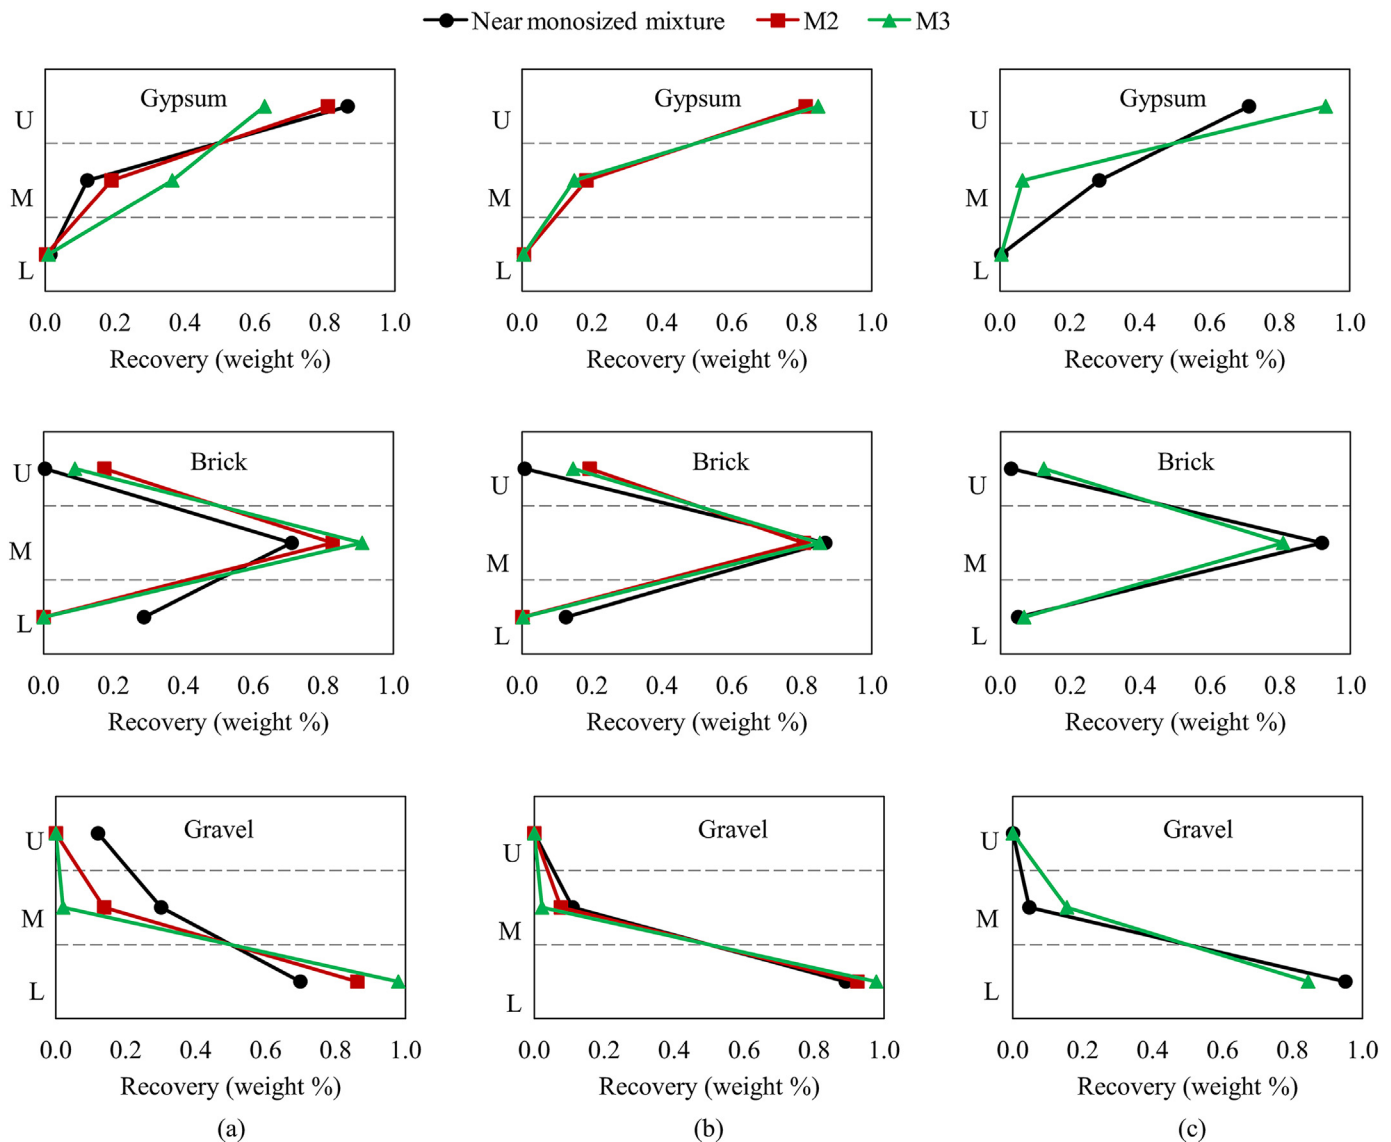 Near monosized mixture M2 M3
Gypsum Gypsum Gypsum
U U U
M M M
L L L
0.0 0.2 0.4 0.6 0.8 1.0 0.0 0.2 0.4 0.6 0.8 1.0 0.0 0.2 0.4 0.6 0.8 1.0
Recovery (weight %) Recovery (weight %) Recovery (weight %)
Brick Brick Brick
U U U
M M M
L L L
0.0 0.2 0.4 0.6 0.8 1.0 0.0 0.2 0.4 0.6 0.8 1.0 0.0 0.2 0.4 0.6 0.8 1.0
Recovery (weight %) Recovery (weight %) Recovery (weight %)
Gravel Gravel Gravel
U U U
M M M
L L L
0.0 0.2 0.4 0.6 0.8 1.0 0.0 0.2 0.4 0.6 0.8 1.0 0.0 0.2 0.4 0.6 0.8 1.0
Recovery (weight %) Recovery (weight %) Recovery (weight %)
(a) (b) (c)